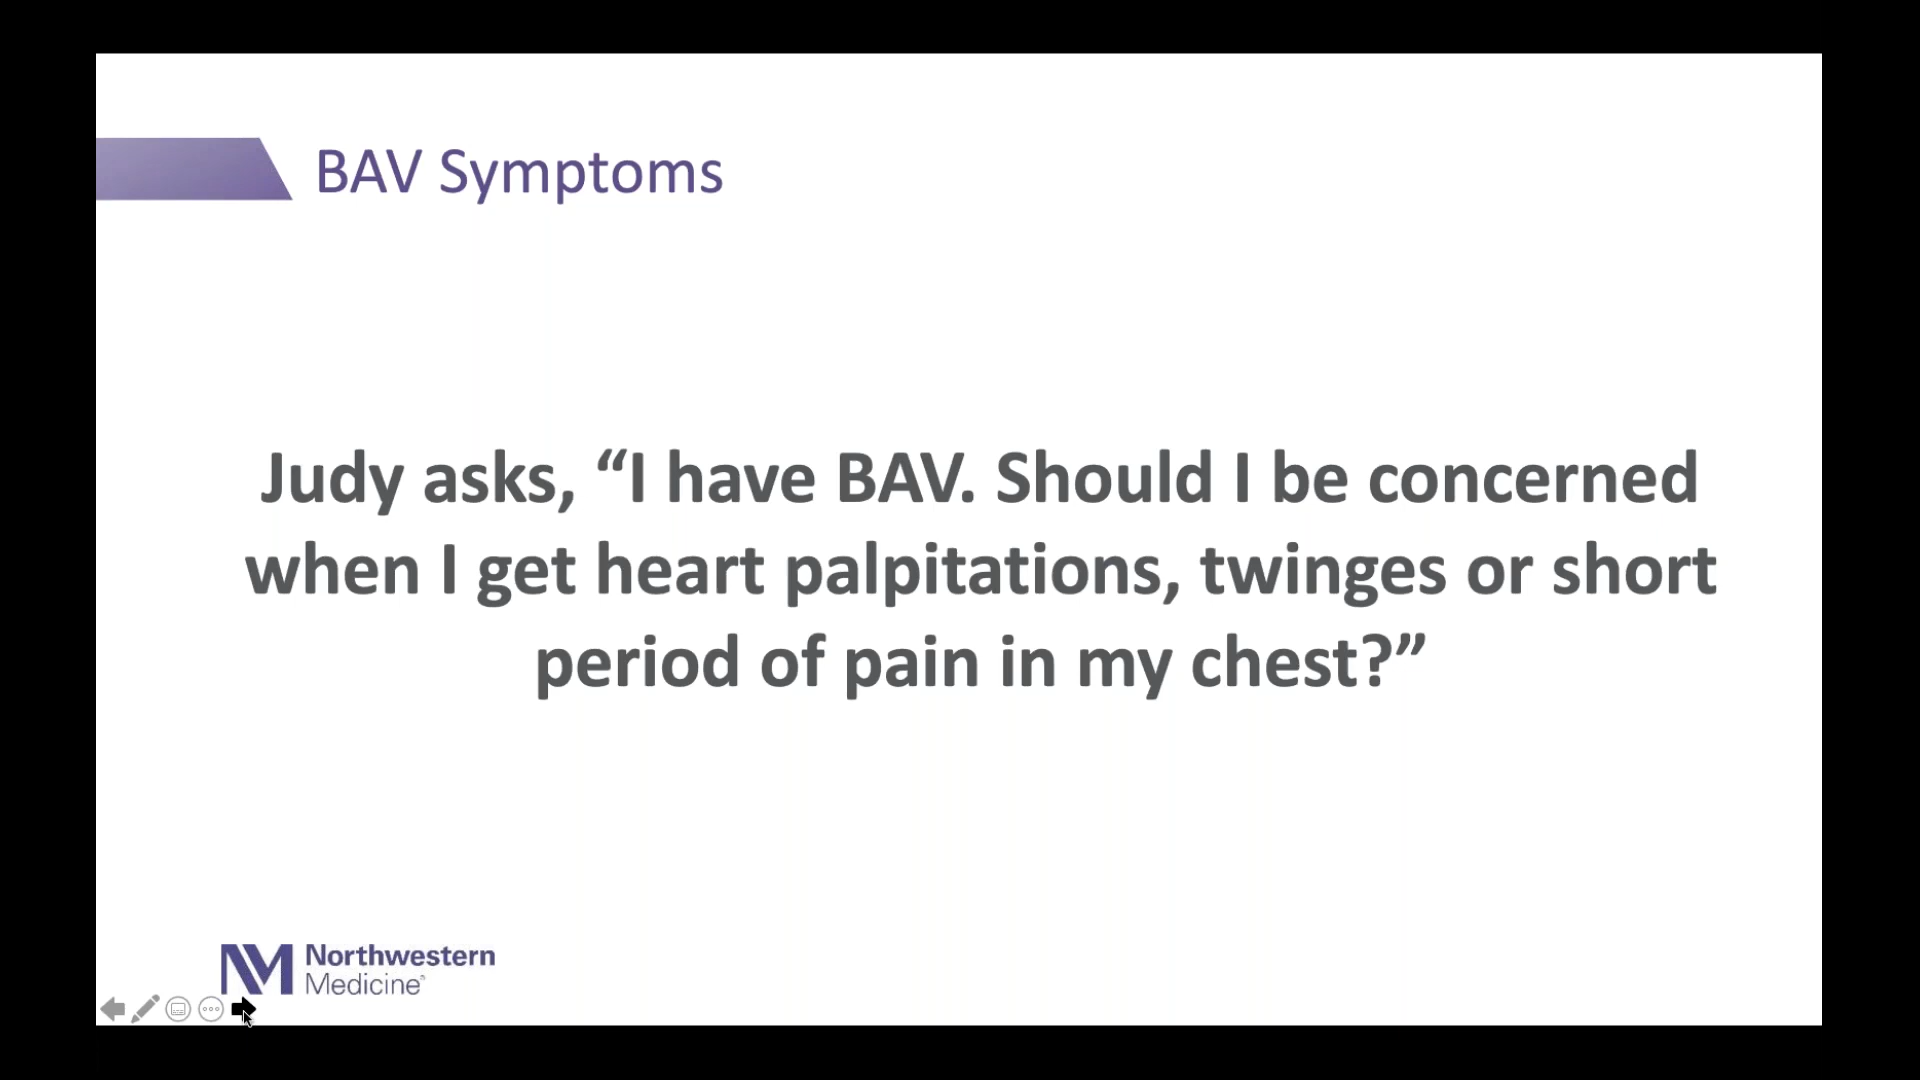 BAV Symptoms
Judy asks, “I have BAV. Should I be concerned
when I get heart palpitations, twinges or short
period of pain in my chest?”
Northwestern
Medicine®